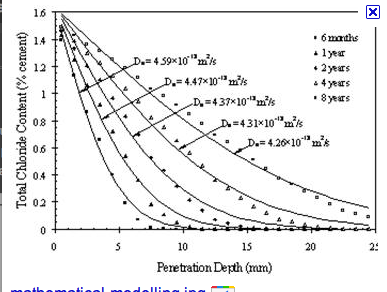 1.6
1.4
1.2
1
0.8
0.6
0.4
0.2
0
Total Chloride Content (% cement)
6 months
1 year
2 years
4 years
8 years
Dₐ= 4.59×10⁻¹³ m²/s
Dₐ= 4.47×10⁻¹³ m²/s
Dₐ= 4.37×10⁻¹³ m²/s
Dₐ= 4.31×10⁻¹³ m²/s
Dₐ= 4.26×10⁻¹³ m²/s
0 5 10 15 20 25
Penetration Depth (mm)
mathematical-modelling.jpg